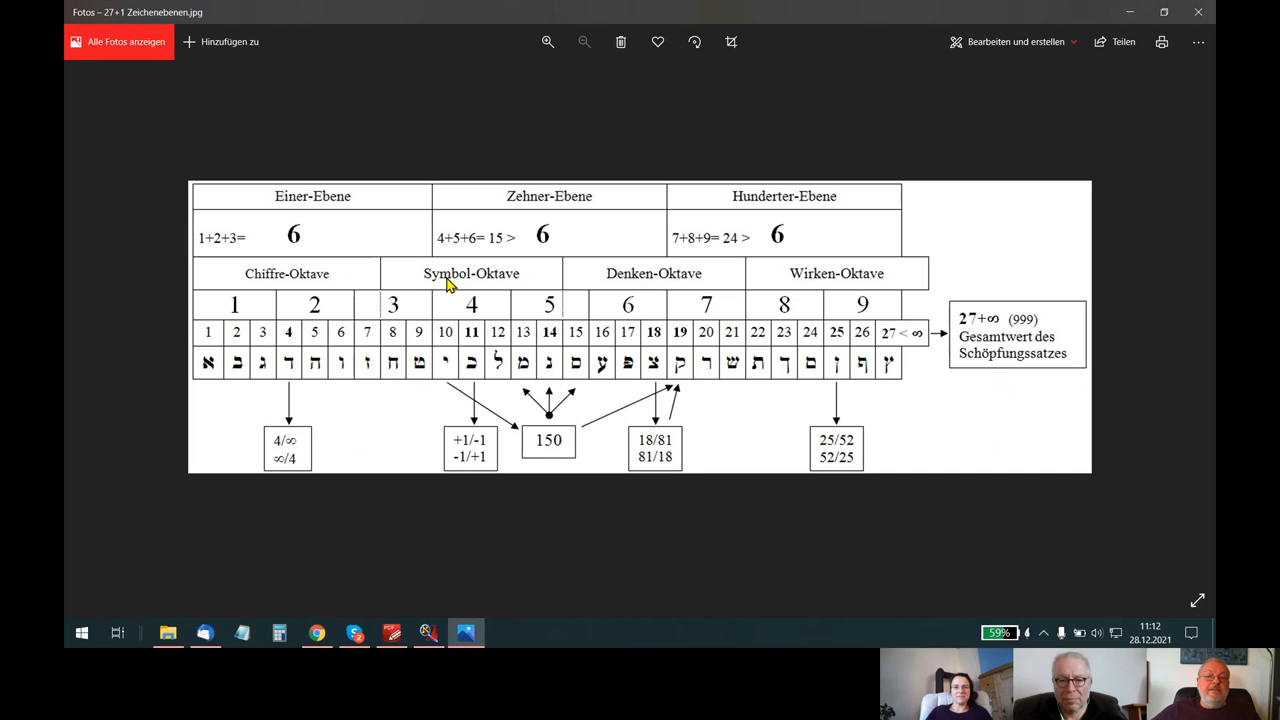 Fotos – 27+1 Zeichenebenen.jpg
Alle Fotos anzeigen
Hinzufügen zu
Bearbeiten und erstellen
Teilen
Einer-Ebene Zehner-Ebene Hunderter-Ebene
1+2+3= 6 4+5+6= 15 > 6 7+8+9= 24 > 6
Chiffre-Oktave Symbol-Oktave Denken-Oktave Wirken-Oktave
1 2 3 4 5 6 7 8 9
1 2 3 4 5 6 7 8 9 10 11 12 13 14 15 16 17 18 19 20 21 22 23 24 25 26 27 < ∞
א ב ג ד ה ו ז ח ט י כ ל מ נ ס ע פ צ ק ר ש ת ך ם ן ף ץ
27+∞ (999)
Gesamtwert des
Schöpfungssatzes
4/∞
∞/4
+1/-1
-1/+1
150
18/81
81/18
25/52
52/25
59%
11:12
28.12.2021